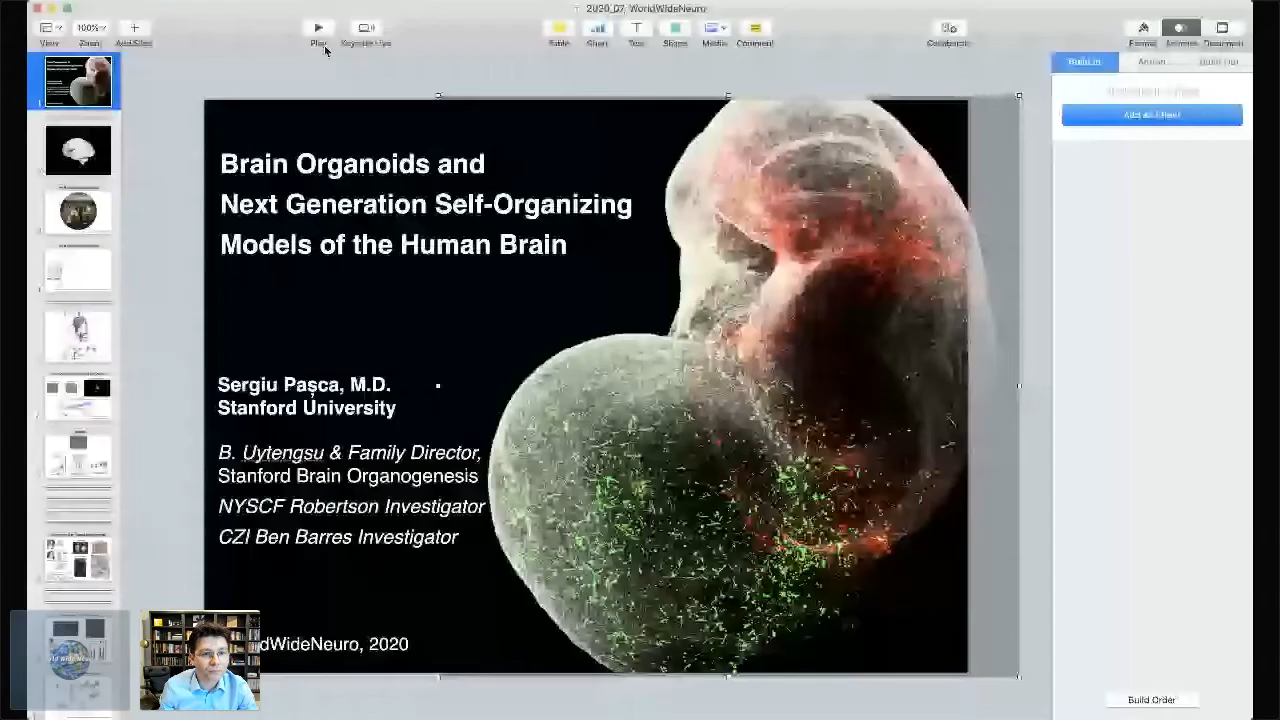 2020_07_WorldWideNeuro
View
Zoom
Add Slide
100%
Play
Keynote Live
Table
Chart
Text
Shape
Media
Comment
Collaborate
Format
Animate
Document
Build In
Action
Build Out
Add an Effect
Brain Organoids and
Next Generation Self-Organizing
Models of the Human Brain
Sergiu Pașca, M.D.
Stanford University
B. Uytengsu & Family Director,
Stanford Brain Organogenesis
NYSCF Robertson Investigator
CZI Ben Barres Investigator
dWideNeuro, 2020
Build Order